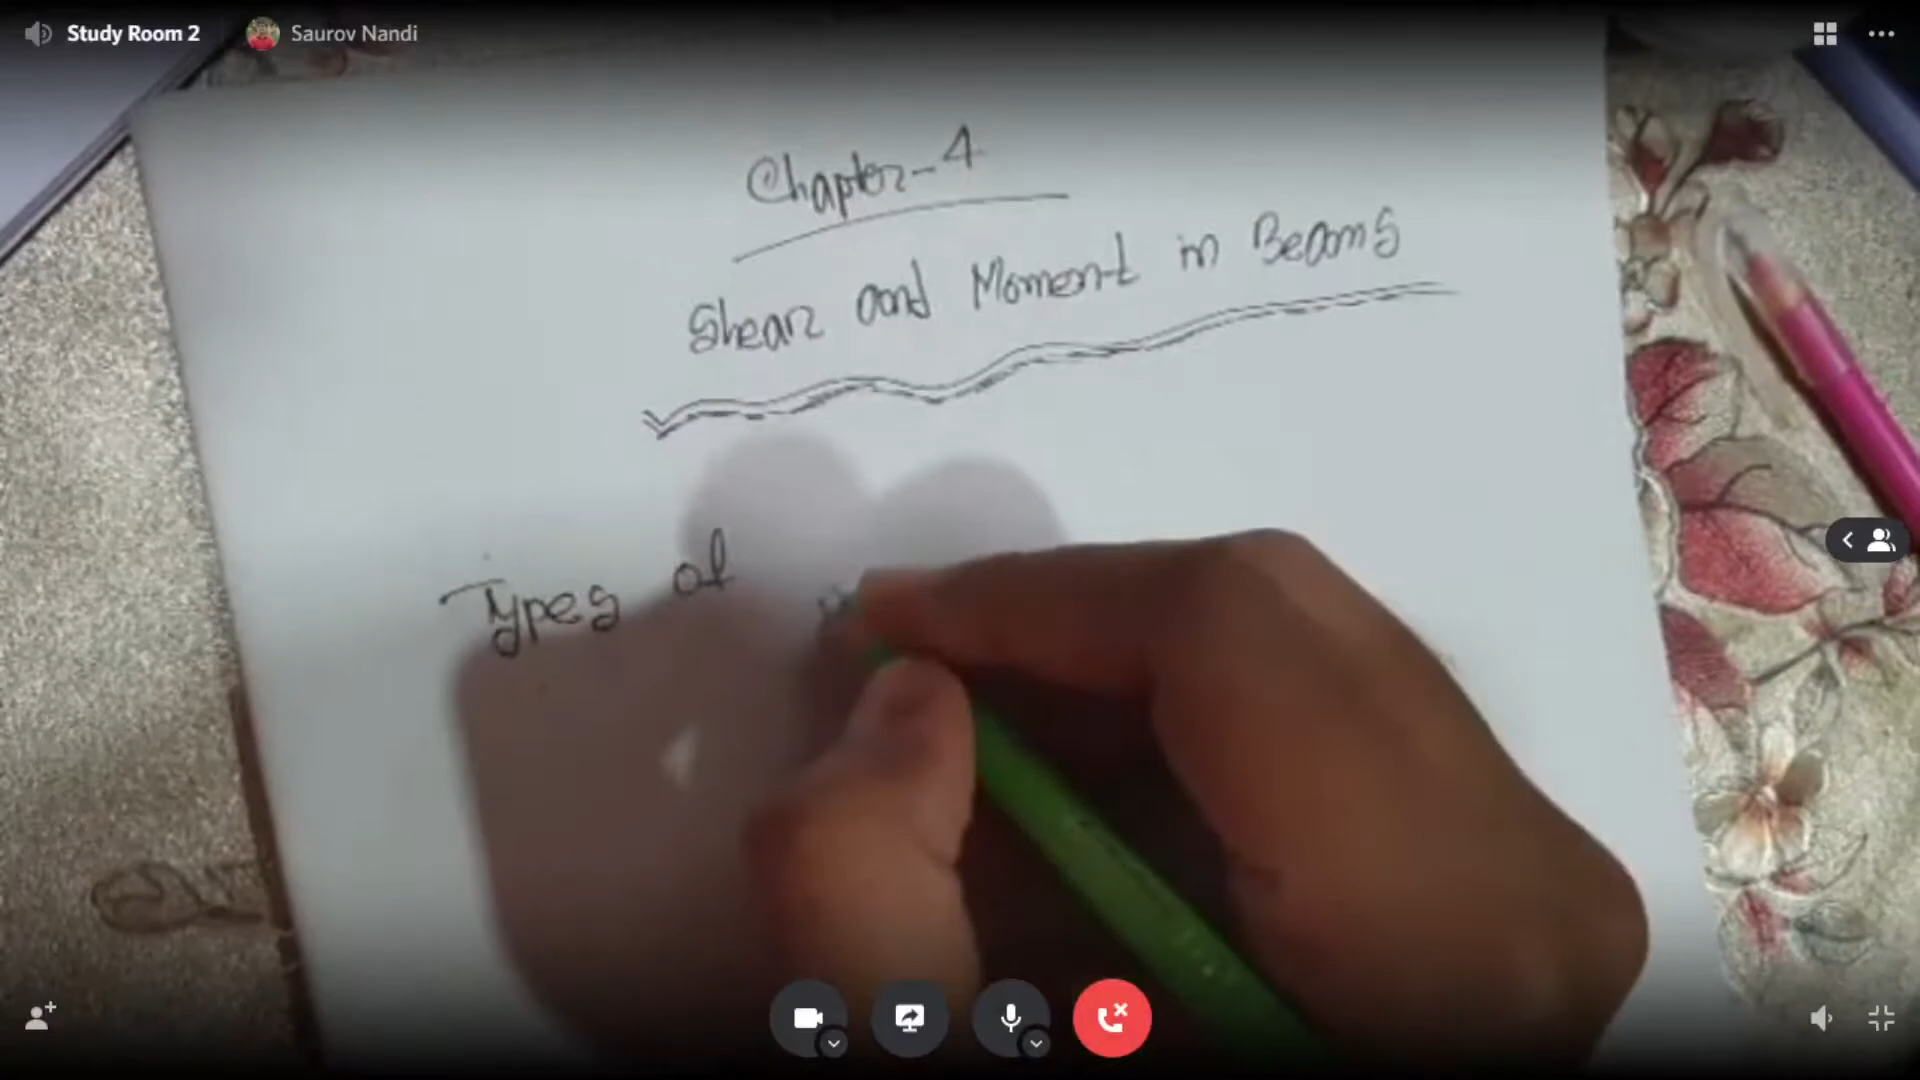 Study Room 2 Saurov Nandi
Chapter-4
Shear and Moment in Beams
Types of